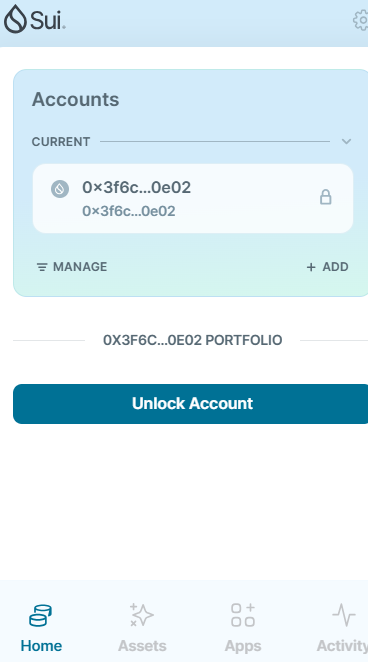 Sui
Accounts
CURRENT
0×3f6c...0e02
0×3f6c...0e02
MANAGE
+ ADD
0X3F6C...0E02 PORTFOLIO
Unlock Account
Home
Assets
Apps
Activity